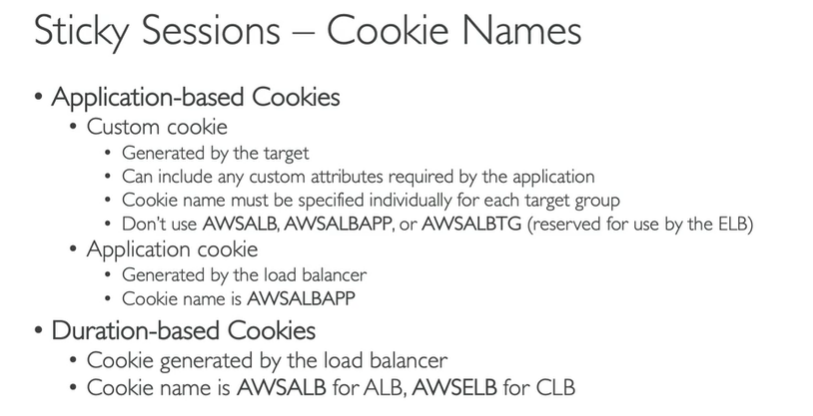 Sticky Sessions – Cookie Names
• Application-based Cookies
• Custom cookie
• Generated by the target
• Can include any custom attributes required by the application
• Cookie name must be specified individually for each target group
• Don't use AWSALB, AWSALBAPP, or AWSALBTG (reserved for use by the ELB)
• Application cookie
• Generated by the load balancer
• Cookie name is AWSALBAPP
• Duration-based Cookies
• Cookie generated by the load balancer
• Cookie name is AWSALB for ALB, AWSELB for CLB